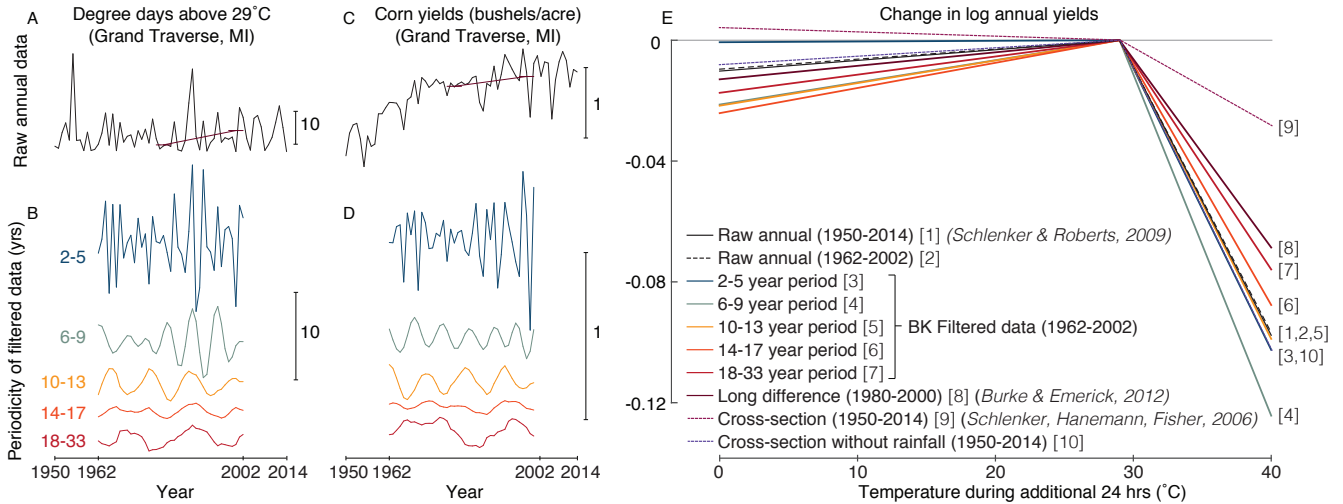 A
Degree days above 29˚C
(Grand Traverse, MI)
Raw annual data
10
B
Periodicity of filtered data (yrs)
2-5
6-9
10-13
14-17
18-33
10
1950 1962 2002 2014
Year
C
Corn yields (bushels/acre)
(Grand Traverse, MI)
1
D
1
1950 1962 2002 2014
Year
E
Change in log annual yields
0
-0.04
-0.08
-0.12
0 10 20 30 40
Temperature during additional 24 hrs (˚C)
Raw annual (1950-2014) [1] (Schlenker & Roberts, 2009)
Raw annual (1962-2002) [2]
2-5 year period [3]
6-9 year period [4]
10-13 year period [5]
14-17 year period [6]
18-33 year period [7]
BK Filtered data (1962-2002)
Long difference (1980-2000) [8] (Burke & Emerick, 2012)
Cross-section (1950-2014) [9] (Schlenker, Hanemann, Fisher, 2006)
Cross-section without rainfall (1950-2014) [10]
[9]
[8]
[7]
[6]
[1,2,5]
[3,10]
[4]